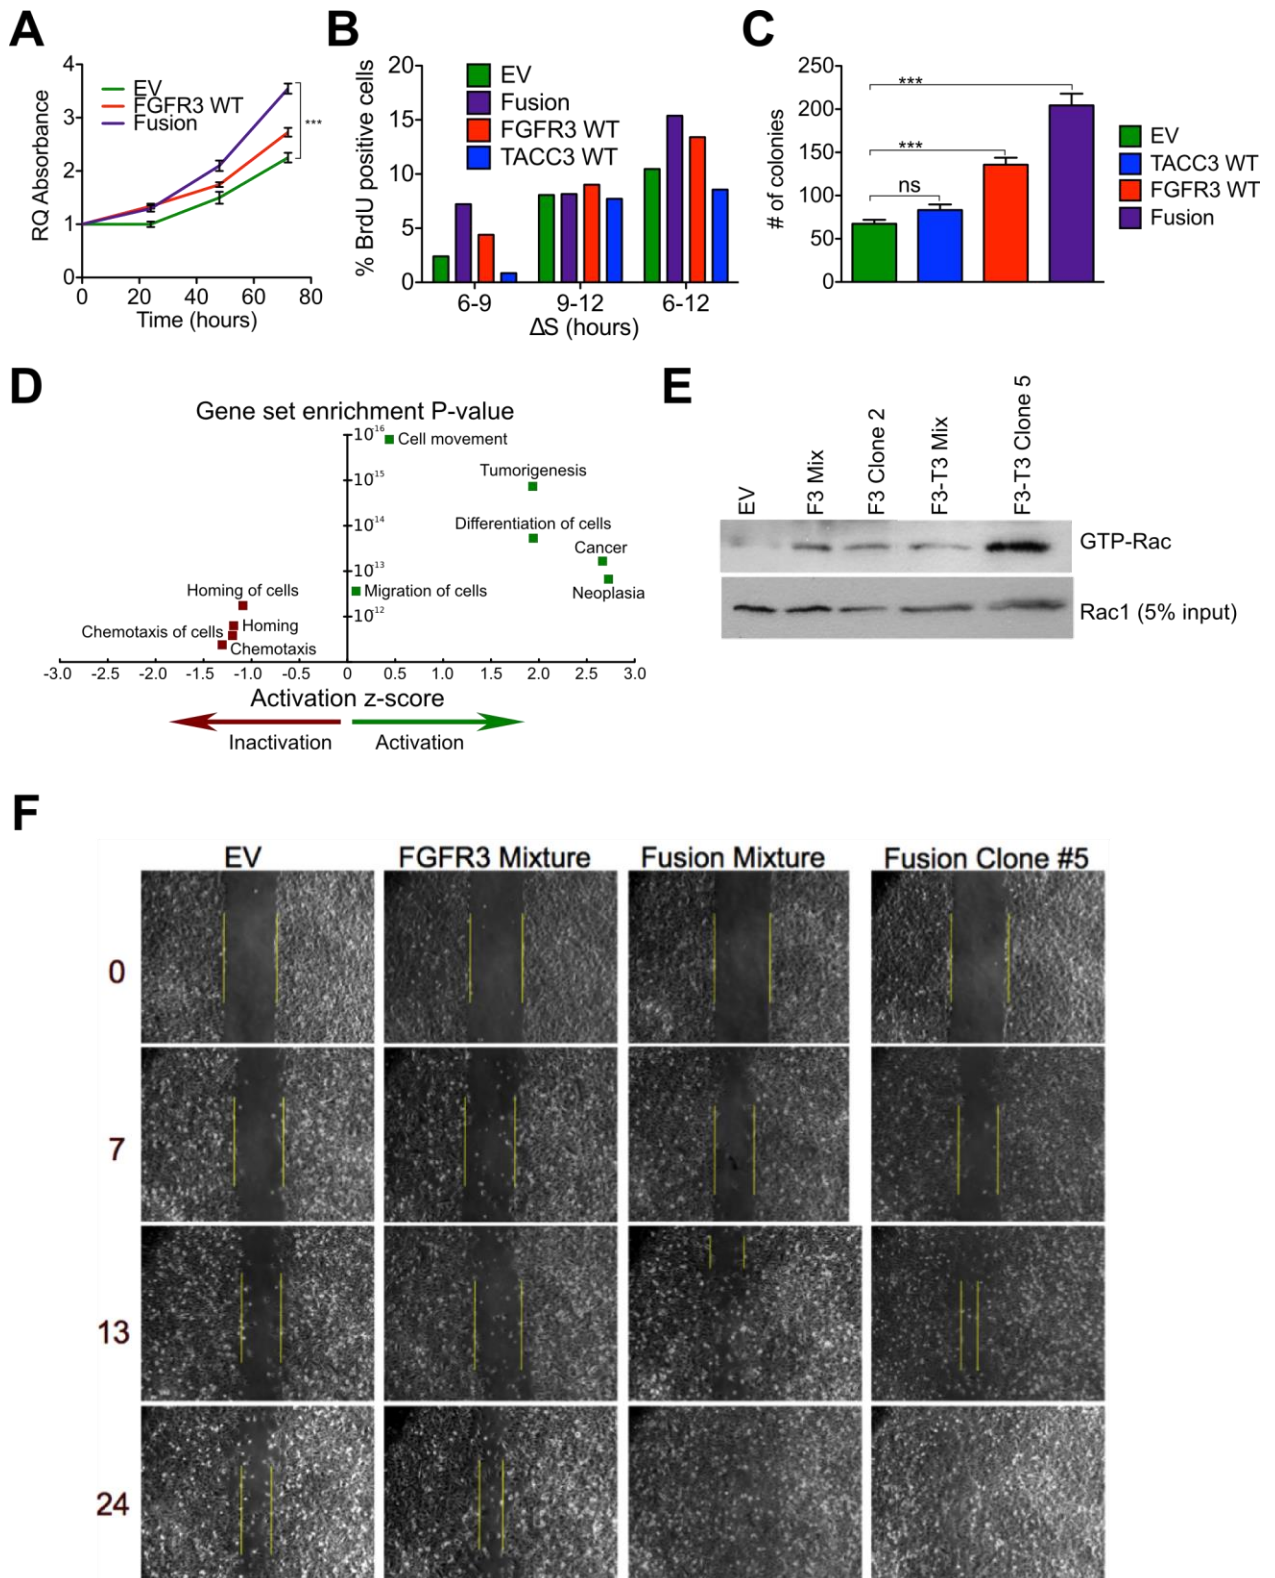 A
4
3
2
1
0
RQ Absorbance
EV
FGFR3 WT
Fusion
***
0 20 40 60 80
Time (hours)
B
20
15
10
5
0
% BrdU positive cells
EV
Fusion
FGFR3 WT
TACC3 WT
6-9 9-12 6-12
ΔS (hours)
C
250
200
150
100
50
0
# of colonies
***
***
ns
EV
TACC3 WT
FGFR3 WT
Fusion
D
Gene set enrichment P-value
10^16
Cell movement
10^15
Tumorigenesis
10^14
Differentiation of cells
Cancer
10^13
Neoplasia
Migration of cells
Homing of cells
10^12
Chemotaxis of cells
Homing
Chemotaxis
-3.0 -2.5 -2.0 -1.5 -1.0 -0.5 0 0.5 1.0 1.5 2.0 2.5 3.0
Activation z-score
Inactivation Activation
E
EV
F3 Mix
F3 Clone 2
F3-T3 Mix
F3-T3 Clone 5
GTP-Rac
Rac1 (5% input)
F
EV FGFR3 Mixture Fusion Mixture Fusion Clone #5
0
7
13
24